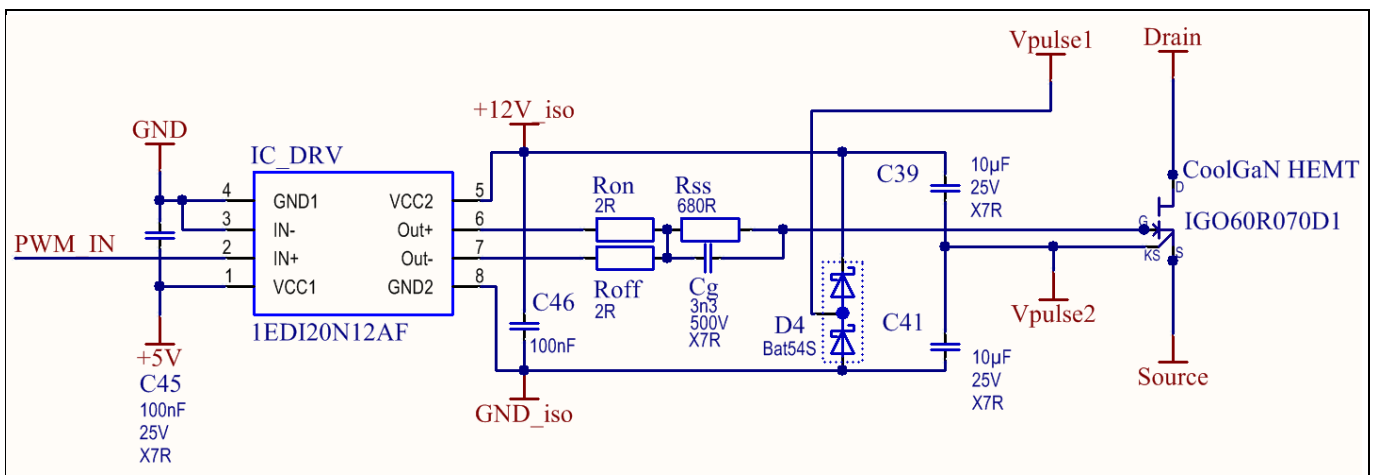 Vpulse1
Drain
+12V_iso
GND
IC_DRV
C39
10µF
25V
X7R
CoolGaN HEMT
D
IGO60R070D1
4
GND1
VCC2
5
Ron
2R
Rss
680R
3
IN-
Out+
6
G
PWM_IN
2
IN+
Out-
7
KS
S
1
VCC1
GND2
8
Roff
2R
Cg
3n3
500V
X7R
C46
100nF
D4
Bat54S
C41
Vpulse2
1EDI20N12AF
+5V
C45
100nF
25V
X7R
10µF
25V
X7R
Source
GND_iso